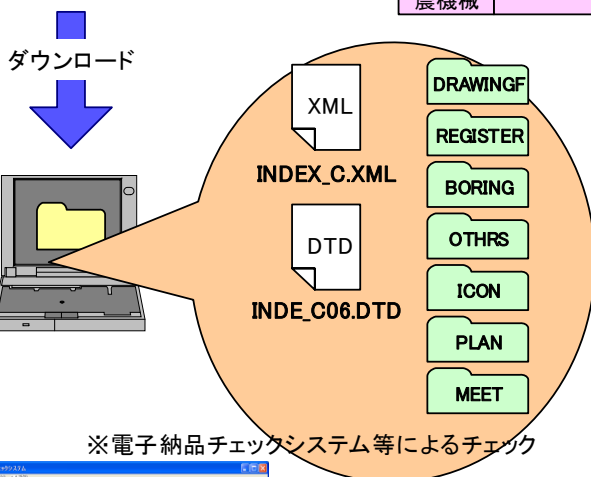 農機械
ダウンロード
XML
INDEX_C.XML
DTD
INDE_C06.DTD
DRAWINGF
REGISTER
BORING
OTHRS
ICON
PLAN
MEET
※電子納品チェックシステム等によるチェック